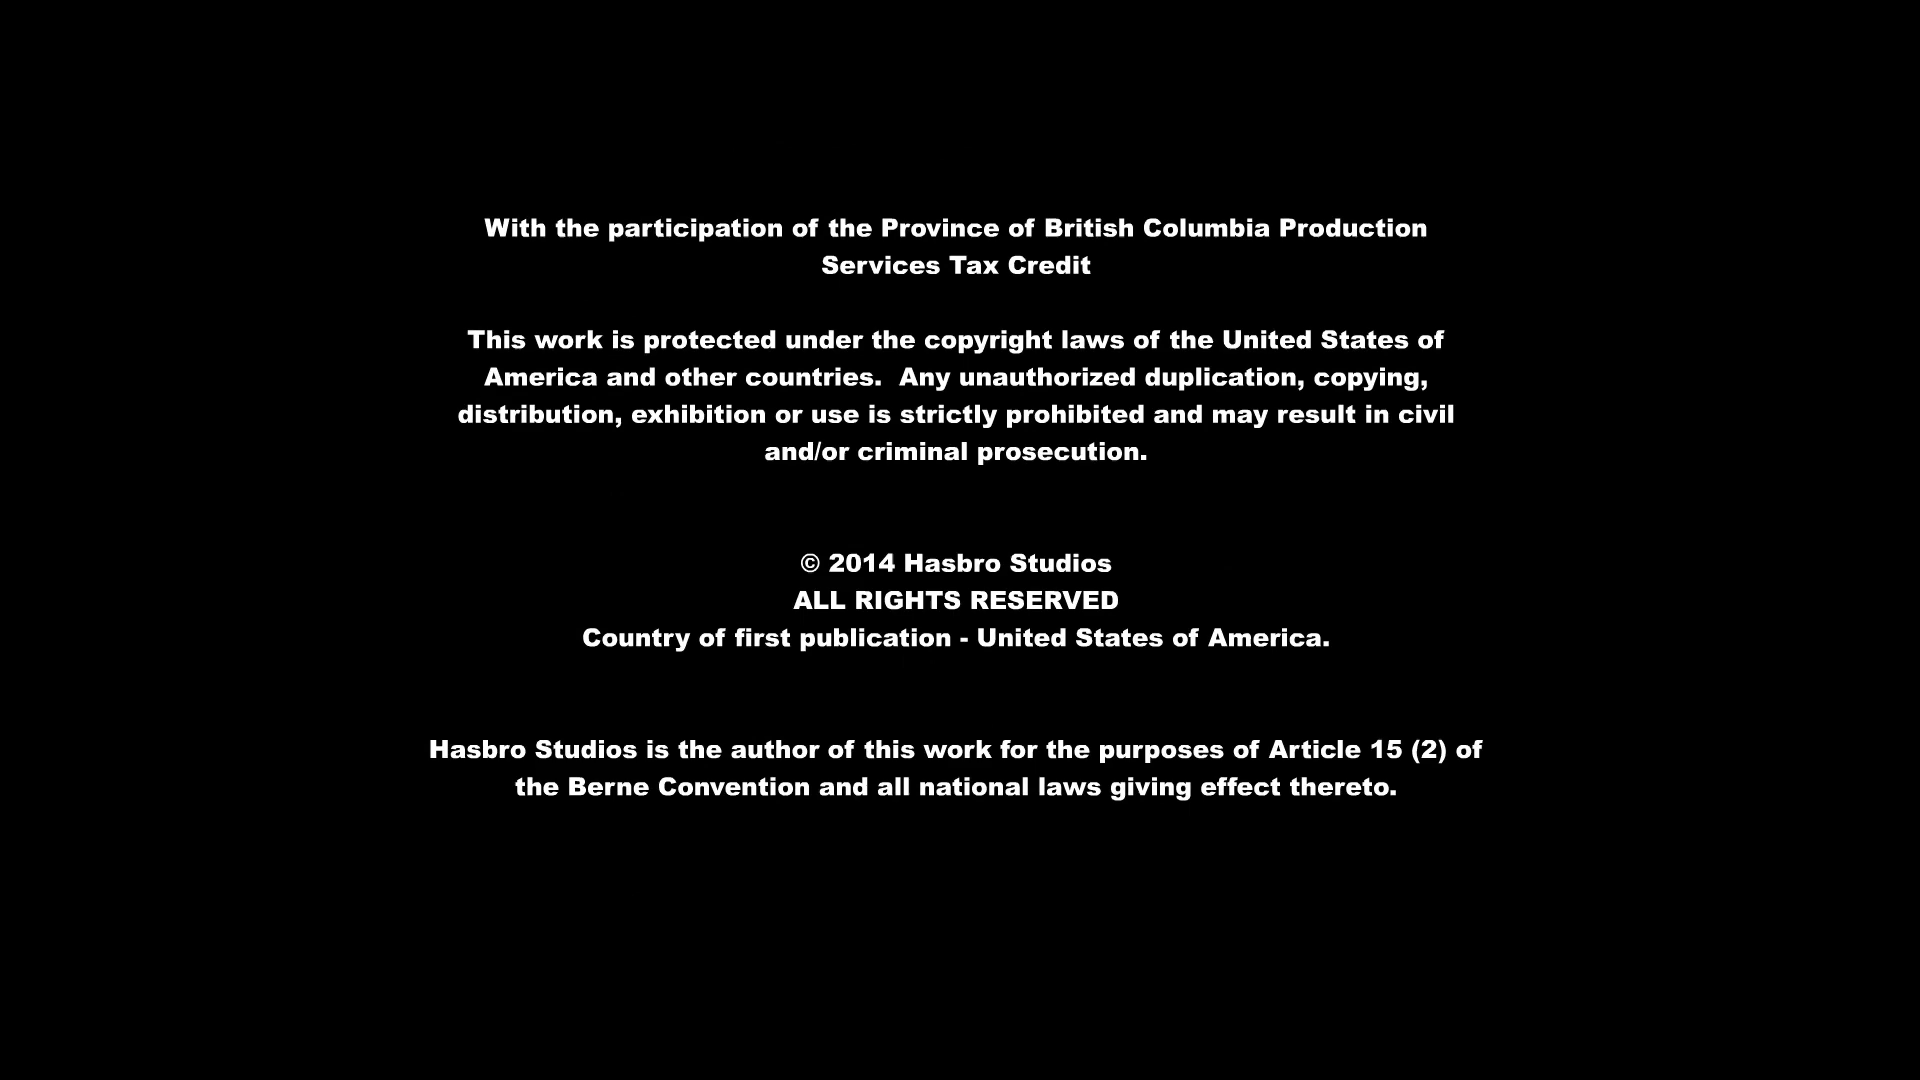 With the participation of the Province of British Columbia Production
Services Tax Credit
This work is protected under the copyright laws of the United States of
America and other countries.  Any unauthorized duplication, copying,
distribution, exhibition or use is strictly prohibited and may result in civil
and/or criminal prosecution.
© 2014 Hasbro Studios
ALL RIGHTS RESERVED
Country of first publication - United States of America.
Hasbro Studios is the author of this work for the purposes of Article 15 (2) of
the Berne Convention and all national laws giving effect thereto.